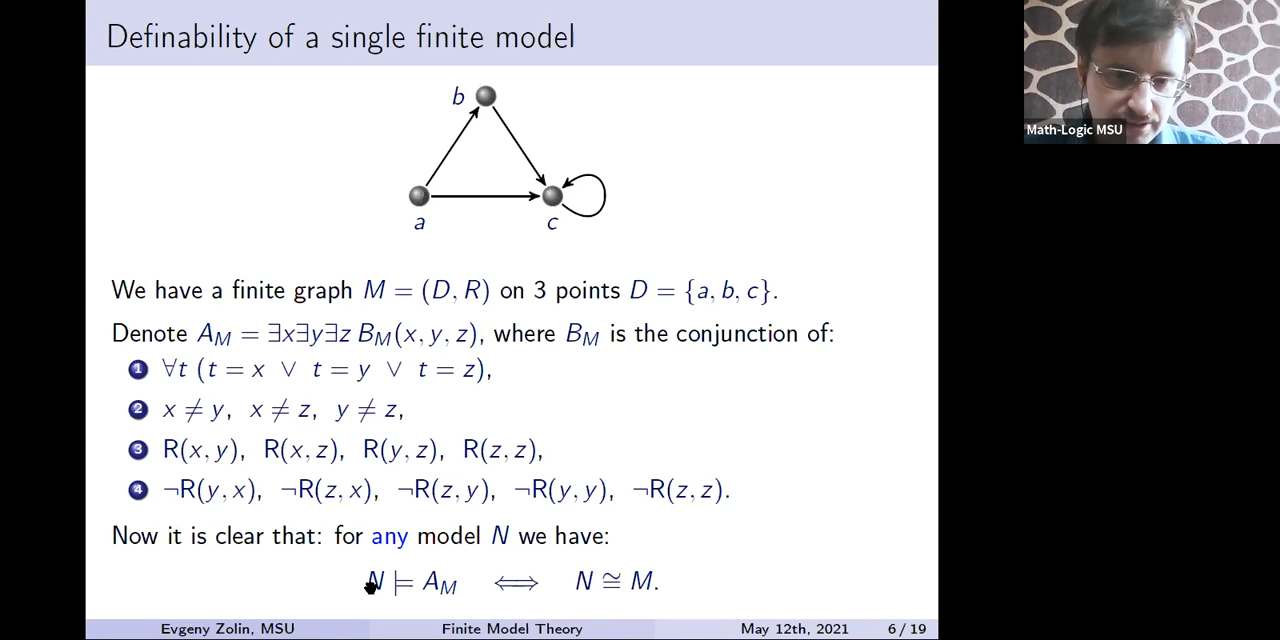 Definability of a single finite model
b
a
c
We have a finite graph M = (D, R) on 3 points D = {a, b, c}.
Denote A_M = ∃x∃y∃z B_M(x, y, z), where B_M is the conjunction of:
1 ∀t (t = x ∨ t = y ∨ t = z),
2 x ≠ y, x ≠ z, y ≠ z,
3 R(x, y), R(x, z), R(y, z), R(z, z),
4 ¬R(y, x), ¬R(z, x), ¬R(z, y), ¬R(y, y), ¬R(z, z).
Now it is clear that: for any model N we have:
N ⊨ A_M ⟺ N ≅ M.
Evgeny Zolin, MSU Finite Model Theory May 12th, 2021 6 / 19
Math-Logic MSU